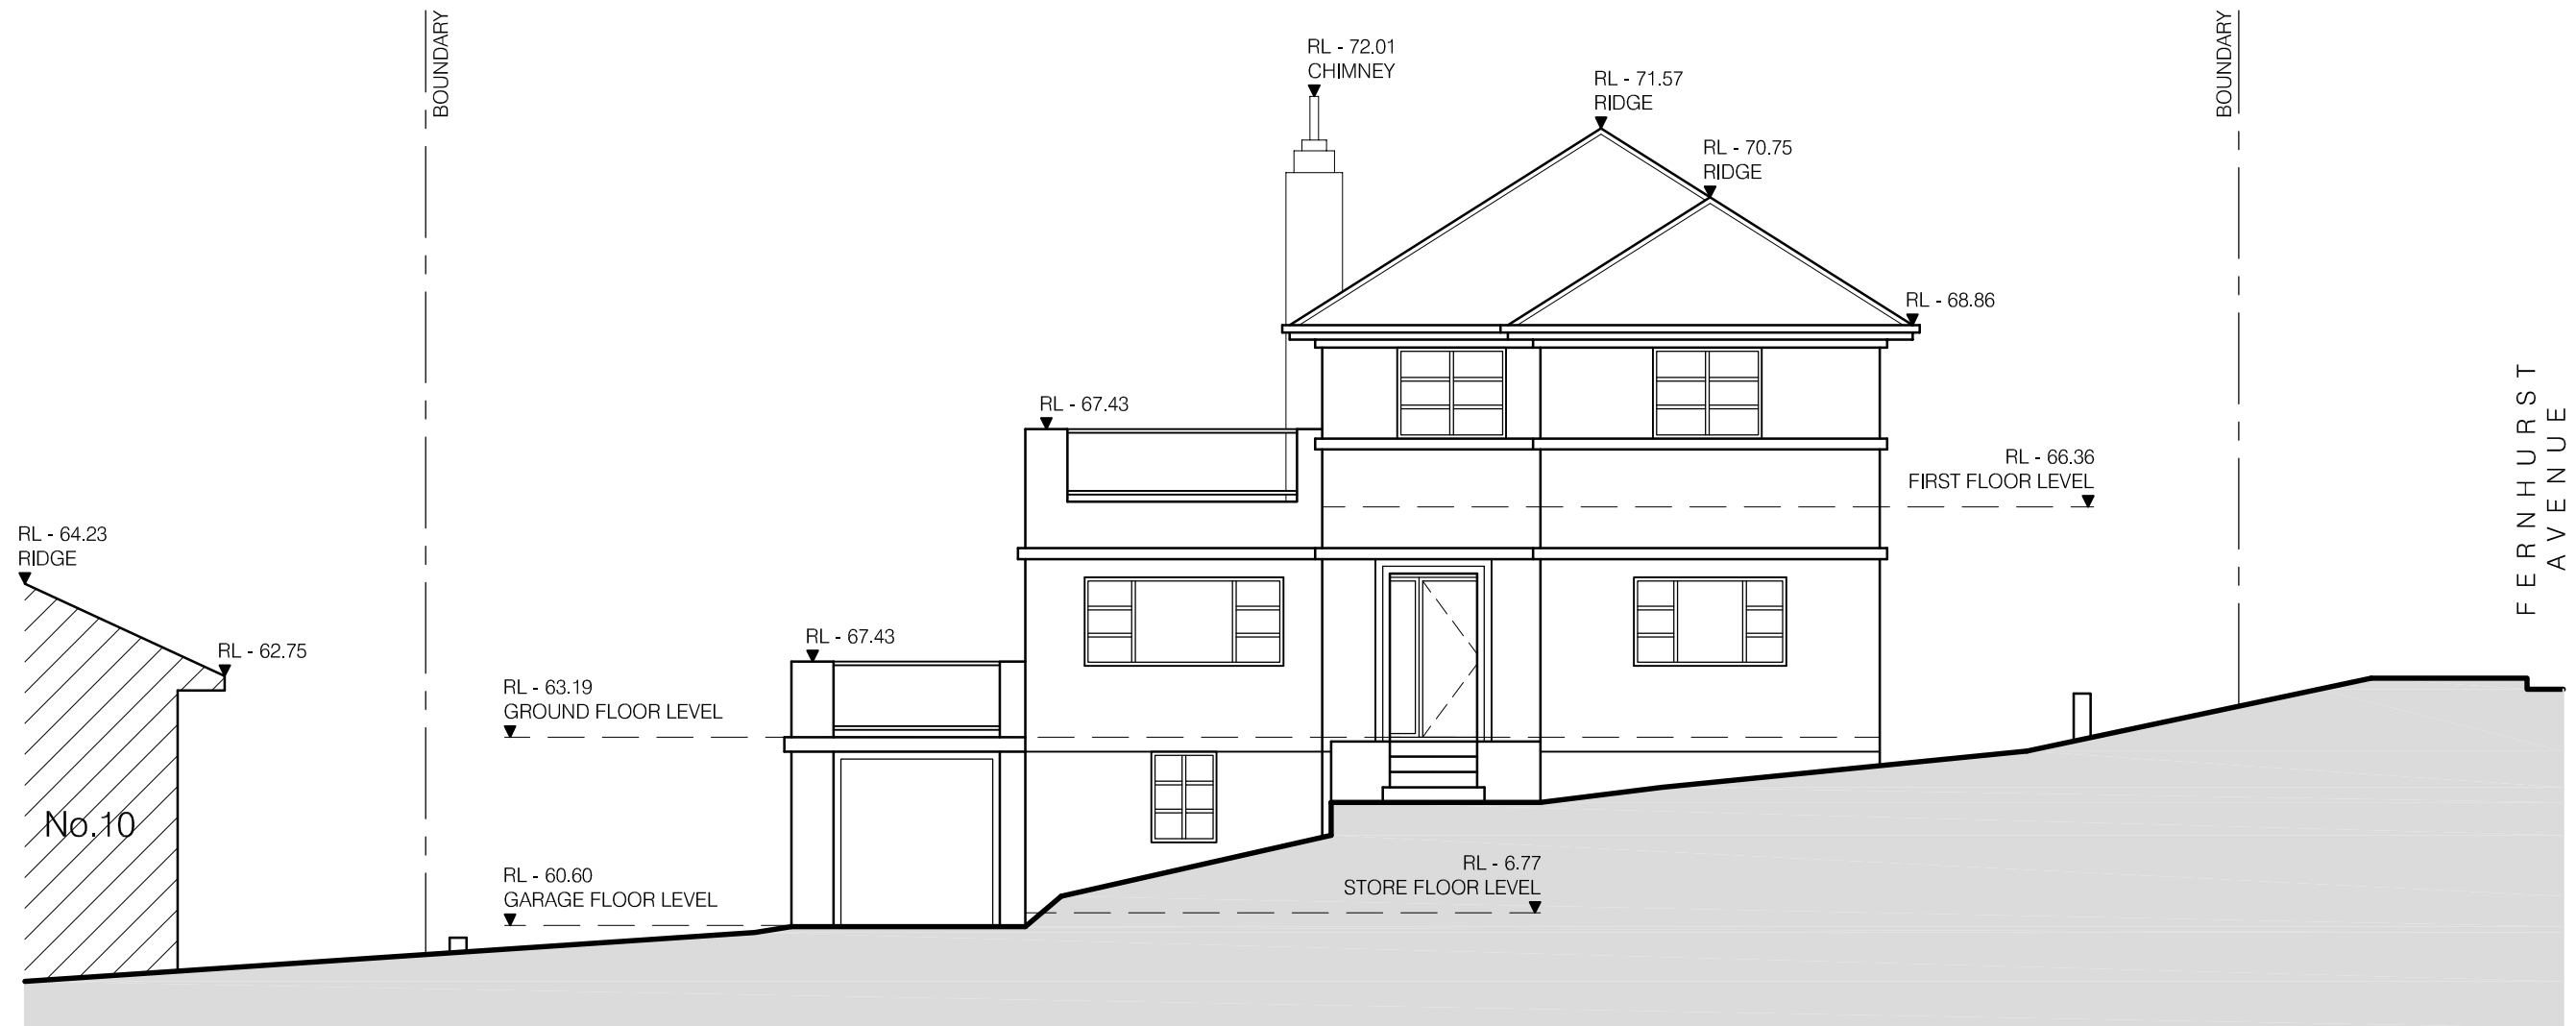 BOUNDARY
BOUNDARY
RL - 72.01
CHIMNEY
RL - 71.57
RIDGE
RL - 70.75
RIDGE
RL - 68.86
RL - 67.43
RL - 66.36
FIRST FLOOR LEVEL
FERNHURST
AVENUE
RL - 64.23
RIDGE
RL - 62.75
RL - 67.43
RL - 63.19
GROUND FLOOR LEVEL
No.10
RL - 60.60
GARAGE FLOOR LEVEL
RL - 6.77
STORE FLOOR LEVEL